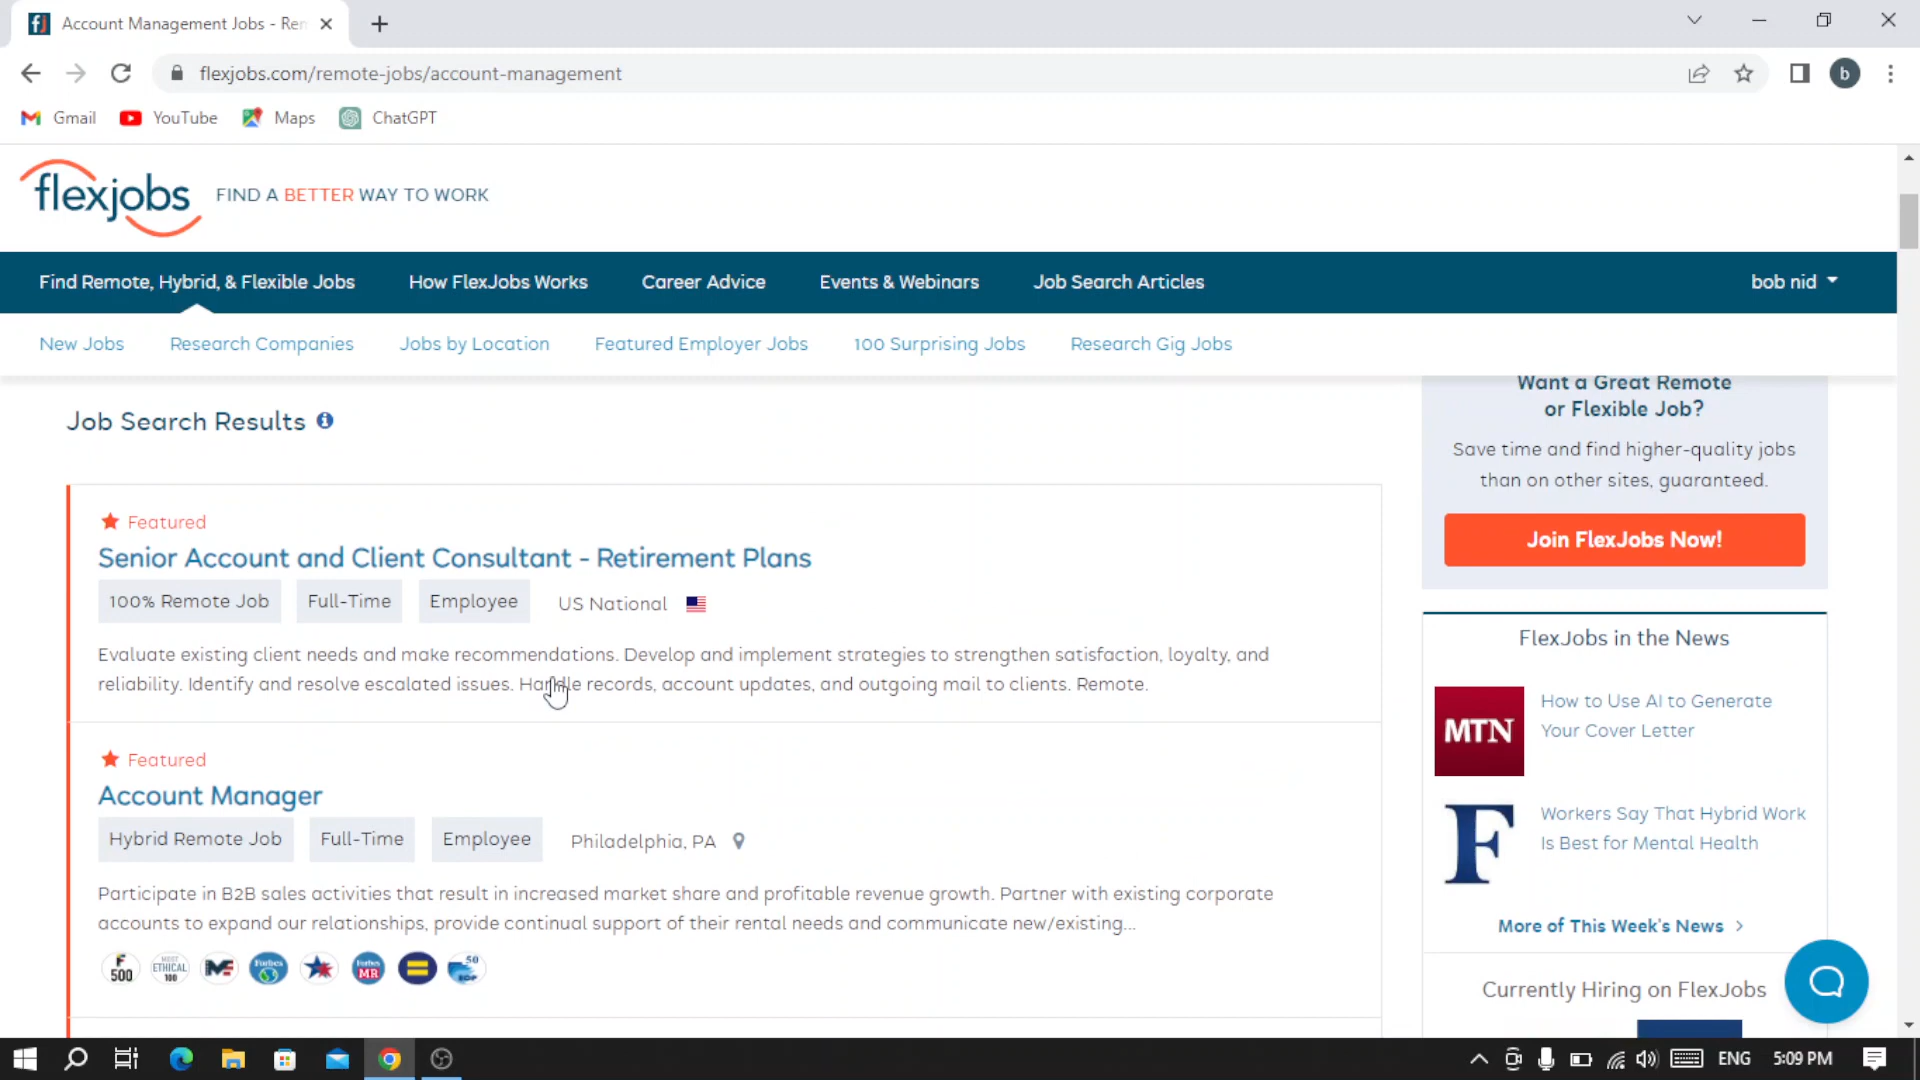 Account Management Jobs - Ren
flexjobs.com/remote-jobs/account-management
b
Gmail
YouTube
Maps
ChatGPT
flexjobs
FIND A BETTER WAY TO WORK
Find Remote, Hybrid, & Flexible Jobs
How FlexJobs Works
Career Advice
Events & Webinars
Job Search Articles
bob nid
New Jobs
Research Companies
Jobs by Location
Featured Employer Jobs
100 Surprising Jobs
Research Gig Jobs
Job Search Results
Featured
Senior Account and Client Consultant - Retirement Plans
100% Remote Job
Full-Time
Employee
US National
Evaluate existing client needs and make recommendations. Develop and implement strategies to strengthen satisfaction, loyalty, and
reliability. Identify and resolve escalated issues. Handle records, account updates, and outgoing mail to clients. Remote.
Featured
Account Manager
Hybrid Remote Job
Full-Time
Employee
Philadelphia, PA
Participate in B2B sales activities that result in increased market share and profitable revenue growth. Partner with existing corporate
accounts to expand our relationships, provide continual support of their rental needs and communicate new/existing...
F
500
MOST
ETHICAL
100
Forbes
Forbes
MR
50
Want a Great Remote
or Flexible Job?
Save time and find higher-quality jobs
than on other sites, guaranteed.
Join FlexJobs Now!
FlexJobs in the News
MTN
How to Use AI to Generate
Your Cover Letter
F
Workers Say That Hybrid Work
Is Best for Mental Health
More of This Week's News
Currently Hiring on FlexJobs
ENG
5:09 PM